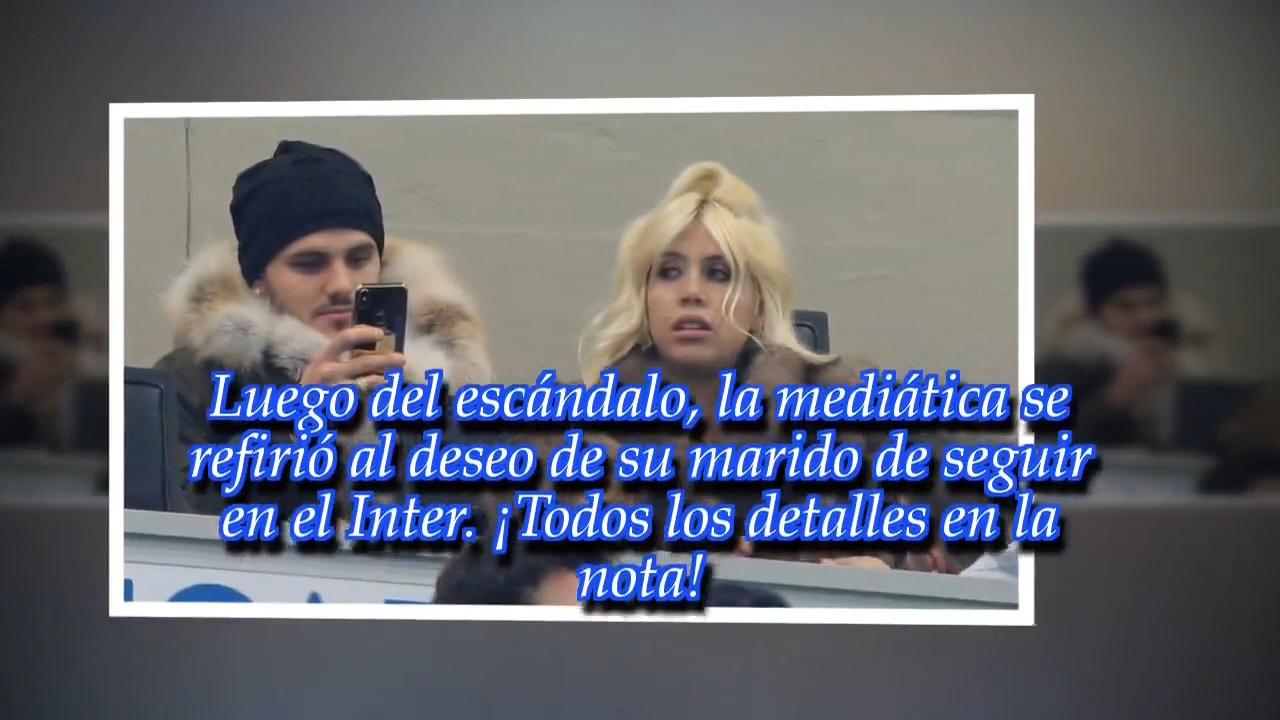 Luego del escándalo, la mediática se
refirió al deseo de su marido de seguir
en el Inter. ¡Todos los detalles en la
nota!